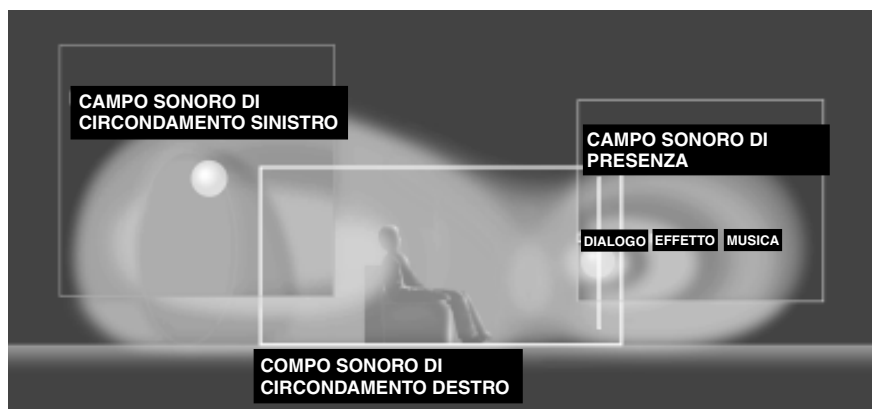 CAMPO SONORO DI
CIRCONDAMENTO SINISTRO
CAMPO SONORO DI
PRESENZA
DIALOGO
EFFETTO
MUSICA
COMPO SONORO DI
CIRCONDAMENTO DESTRO